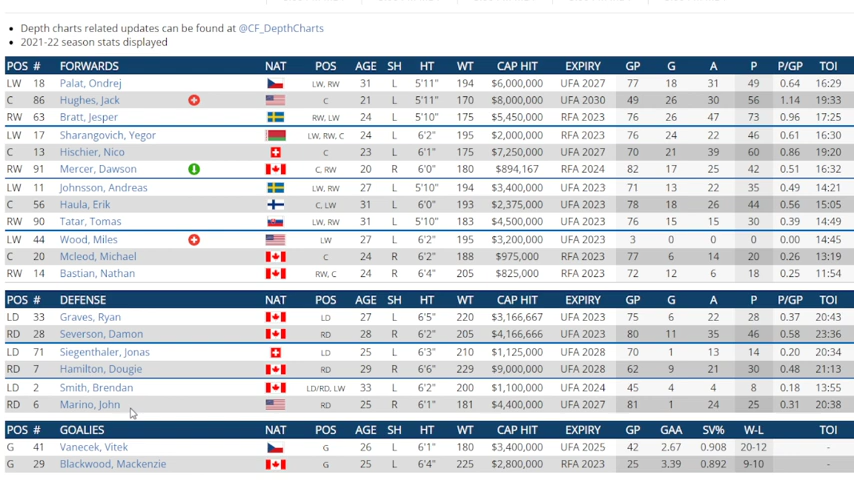 Depth charts related updates can be found at @CF_DepthCharts
2021-22 season stats displayed
POS # FORWARDS NAT POS AGE SH HT WT CAP HIT EXPIRY GP G A P P/GP TOI
LW 18 Palat, Ondrej LW, RW 31 L 5'11" 194 $6,000,000 UFA 2027 77 18 31 49 0.64 16:29
C 86 Hughes, Jack C 21 L 5'11" 170 $8,000,000 UFA 2030 49 26 30 56 1.14 19:33
RW 63 Bratt, Jesper RW, LW 24 L 5'10" 175 $5,450,000 RFA 2023 76 26 47 73 0.96 17:25
LW 17 Sharangovich, Yegor LW, RW, C 24 L 6'2" 195 $2,000,000 RFA 2023 76 24 22 46 0.61 16:30
C 13 Hischier, Nico C 23 L 6'1" 175 $7,250,000 UFA 2027 70 21 39 60 0.86 19:20
RW 91 Mercer, Dawson C, RW 20 R 6'0" 180 $894,167 RFA 2024 82 17 25 42 0.51 16:32
LW 11 Johnsson, Andreas LW, RW 27 L 5'10" 194 $3,400,000 UFA 2023 71 13 22 35 0.49 14:21
C 56 Haula, Erik C, LW 31 L 6'0" 193 $2,375,000 UFA 2023 78 18 26 44 0.56 15:05
RW 90 Tatar, Tomas LW, RW 31 L 5'10" 183 $4,500,000 UFA 2023 76 15 15 30 0.39 14:49
LW 44 Wood, Miles LW 27 L 6'2" 195 $3,200,000 UFA 2023 3 0 0 0 0.00 14:45
C 20 Mcleod, Michael C 24 R 6'2" 188 $975,000 RFA 2023 77 6 14 20 0.26 13:19
RW 14 Bastian, Nathan RW, C 24 R 6'4" 205 $825,000 RFA 2023 72 12 6 18 0.25 11:54
POS # DEFENSE NAT POS AGE SH HT WT CAP HIT EXPIRY GP G A P P/GP TOI
LD 33 Graves, Ryan LD 27 L 6'5" 220 $3,166,667 UFA 2023 75 6 22 28 0.37 20:43
RD 28 Severson, Damon RD 28 R 6'2" 205 $4,166,666 UFA 2023 80 11 35 46 0.58 23:36
LD 71 Siegenthaler, Jonas LD 25 L 6'3" 210 $1,125,000 UFA 2028 70 1 13 14 0.20 20:34
RD 7 Hamilton, Dougie RD 29 R 6'6" 229 $9,000,000 UFA 2028 62 9 21 30 0.48 21:13
LD 2 Smith, Brendan LD/RD, LW 33 L 6'2" 200 $1,100,000 UFA 2024 45 4 4 8 0.18 13:55
RD 6 Marino, John RD 25 R 6'1" 181 $4,400,000 UFA 2027 81 1 24 25 0.31 20:38
POS # GOALIES NAT POS AGE SH HT WT CAP HIT EXPIRY GP GAA SV% W-L TOI
G 41 Vanecek, Vitek G 26 L 6'1" 180 $3,400,000 UFA 2025 42 2.67 0.908 20-12 -
G 29 Blackwood, Mackenzie G 25 L 6'4" 225 $2,800,000 RFA 2023 25 3.39 0.892 9-10 -